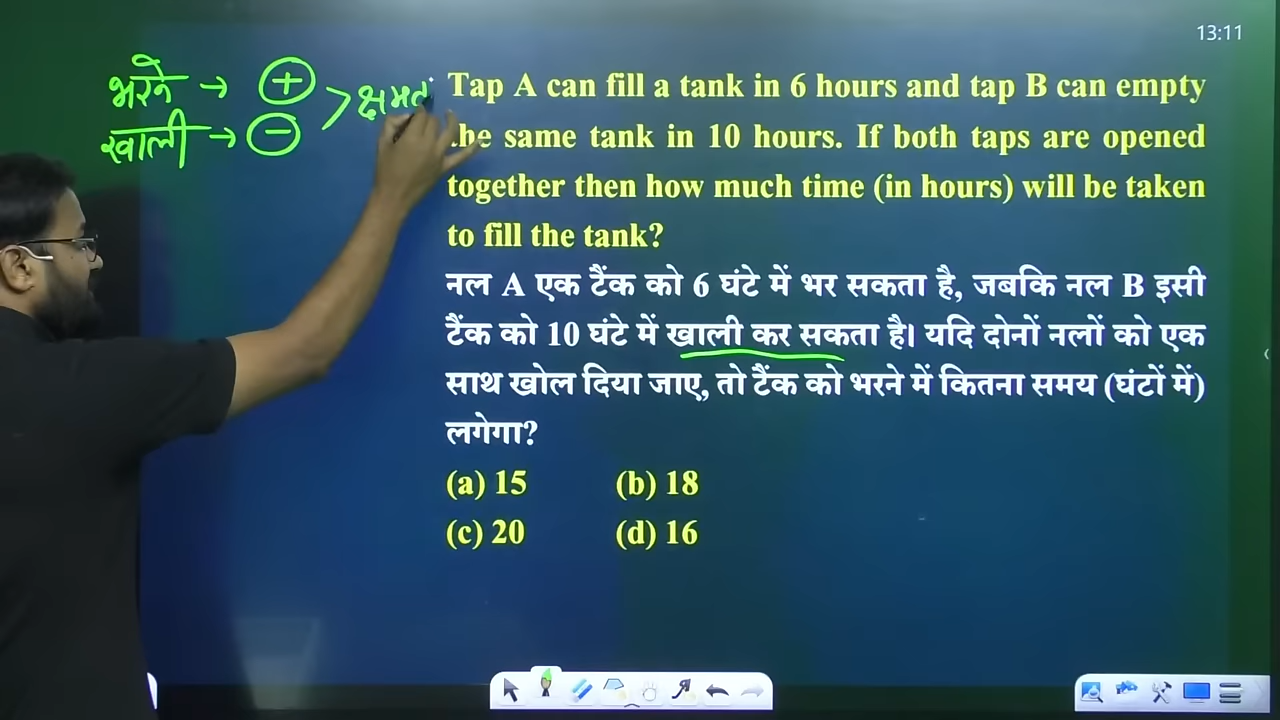 13:11
भरने → +
खाली → -
> क्षमता
Tap A can fill a tank in 6 hours and tap B can empty
the same tank in 10 hours. If both taps are opened
together then how much time (in hours) will be taken
to fill the tank?
नल A एक टैंक को 6 घंटे में भर सकता है, जबकि नल B इसी
टैंक को 10 घंटे में खाली कर सकता है। यदि दोनों नलों को एक
साथ खोल दिया जाए, तो टैंक को भरने में कितना समय (घंटों में)
लगेगा?
(a) 15 (b) 18
(c) 20 (d) 16